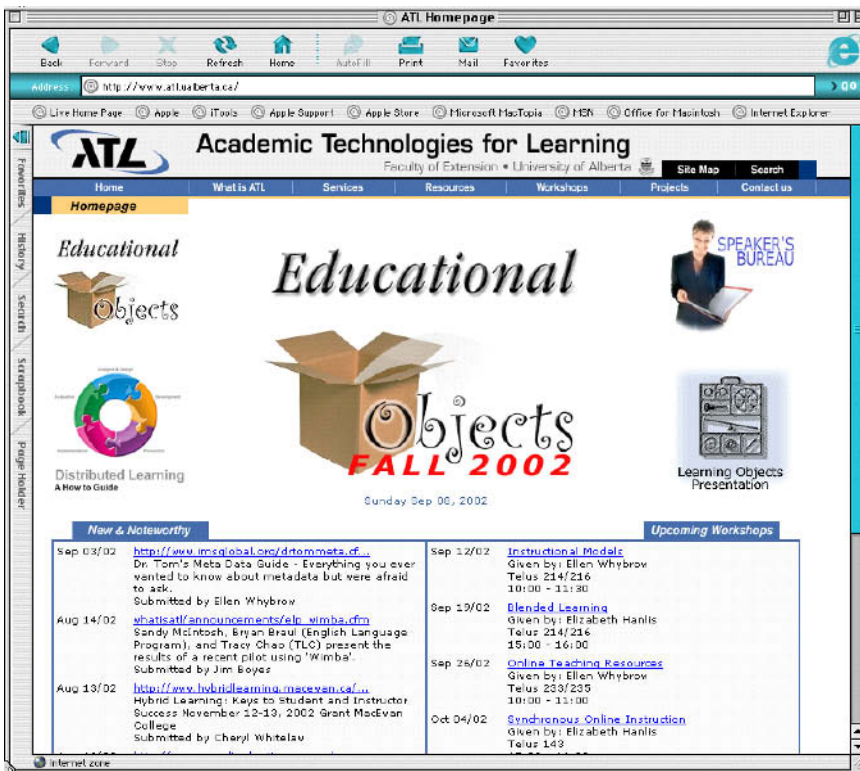 ATL Homepage
Back Forward Stop Refresh Home AutoFill Print Mail Favorites
Address http://www.atl.ualberta.ca/ GO
Live Home Page Apple iTools Apple Support Apple Store Microsoft MacTopia MSN Office for Macintosh Internet Explorer
Favorites
History
Search
Scrapbook
Page Holder
ATL Academic Technologies for Learning
Faculty of Extension • University of Alberta
Site Map Search
Home What is ATL Services Resources Workshops Projects Contact us
Homepage
Educational
Objects
Distributed Learning
A How to Guide
Educational
Objects
FALL 2002
Sunday Sep 08, 2002
SPEAKER'S
BUREAU
Learning Objects
Presentation
New & Noteworthy
Sep 03/02 http://www.imsglobal.org/drtommeta.cf...
Dr. Tom's Meta Data Guide - Everything you ever
wanted to know about metadata but were afraid
to ask.
Submitted by Ellen Whybrow
Aug 14/02 whatisatl/announcements/elp_wimba.cfm
Sandy McIntosh, Bryan Braul (English Language
Program), and Tracy Chao (TLC) present the
results of a recent pilot using 'Wimba'.
Submitted by Jim Boyes
Aug 13/02 http://www.hybridlearning.macewan.ca/...
Hybrid Learning: Keys to Student and Instructor
Success November 12-13, 2002 Grant MacEwan
College
Submitted by Cheryl Whitelaw
Upcoming Workshops
Sep 12/02 Instructional Models
Given by: Ellen Whybrow
Telus 214/216
10:00 - 11:30
Sep 19/02 Blended Learning
Given by: Elizabeth Hanlis
Telus 214/216
15:00 - 16:00
Sep 26/02 Online Teaching Resources
Given by: Ellen Whybrow
Telus 233/235
10:00 - 11:00
Oct 04/02 Synchronous Online Instruction
Given by: Elizabeth Hanlis
Telus 143
Internet zone